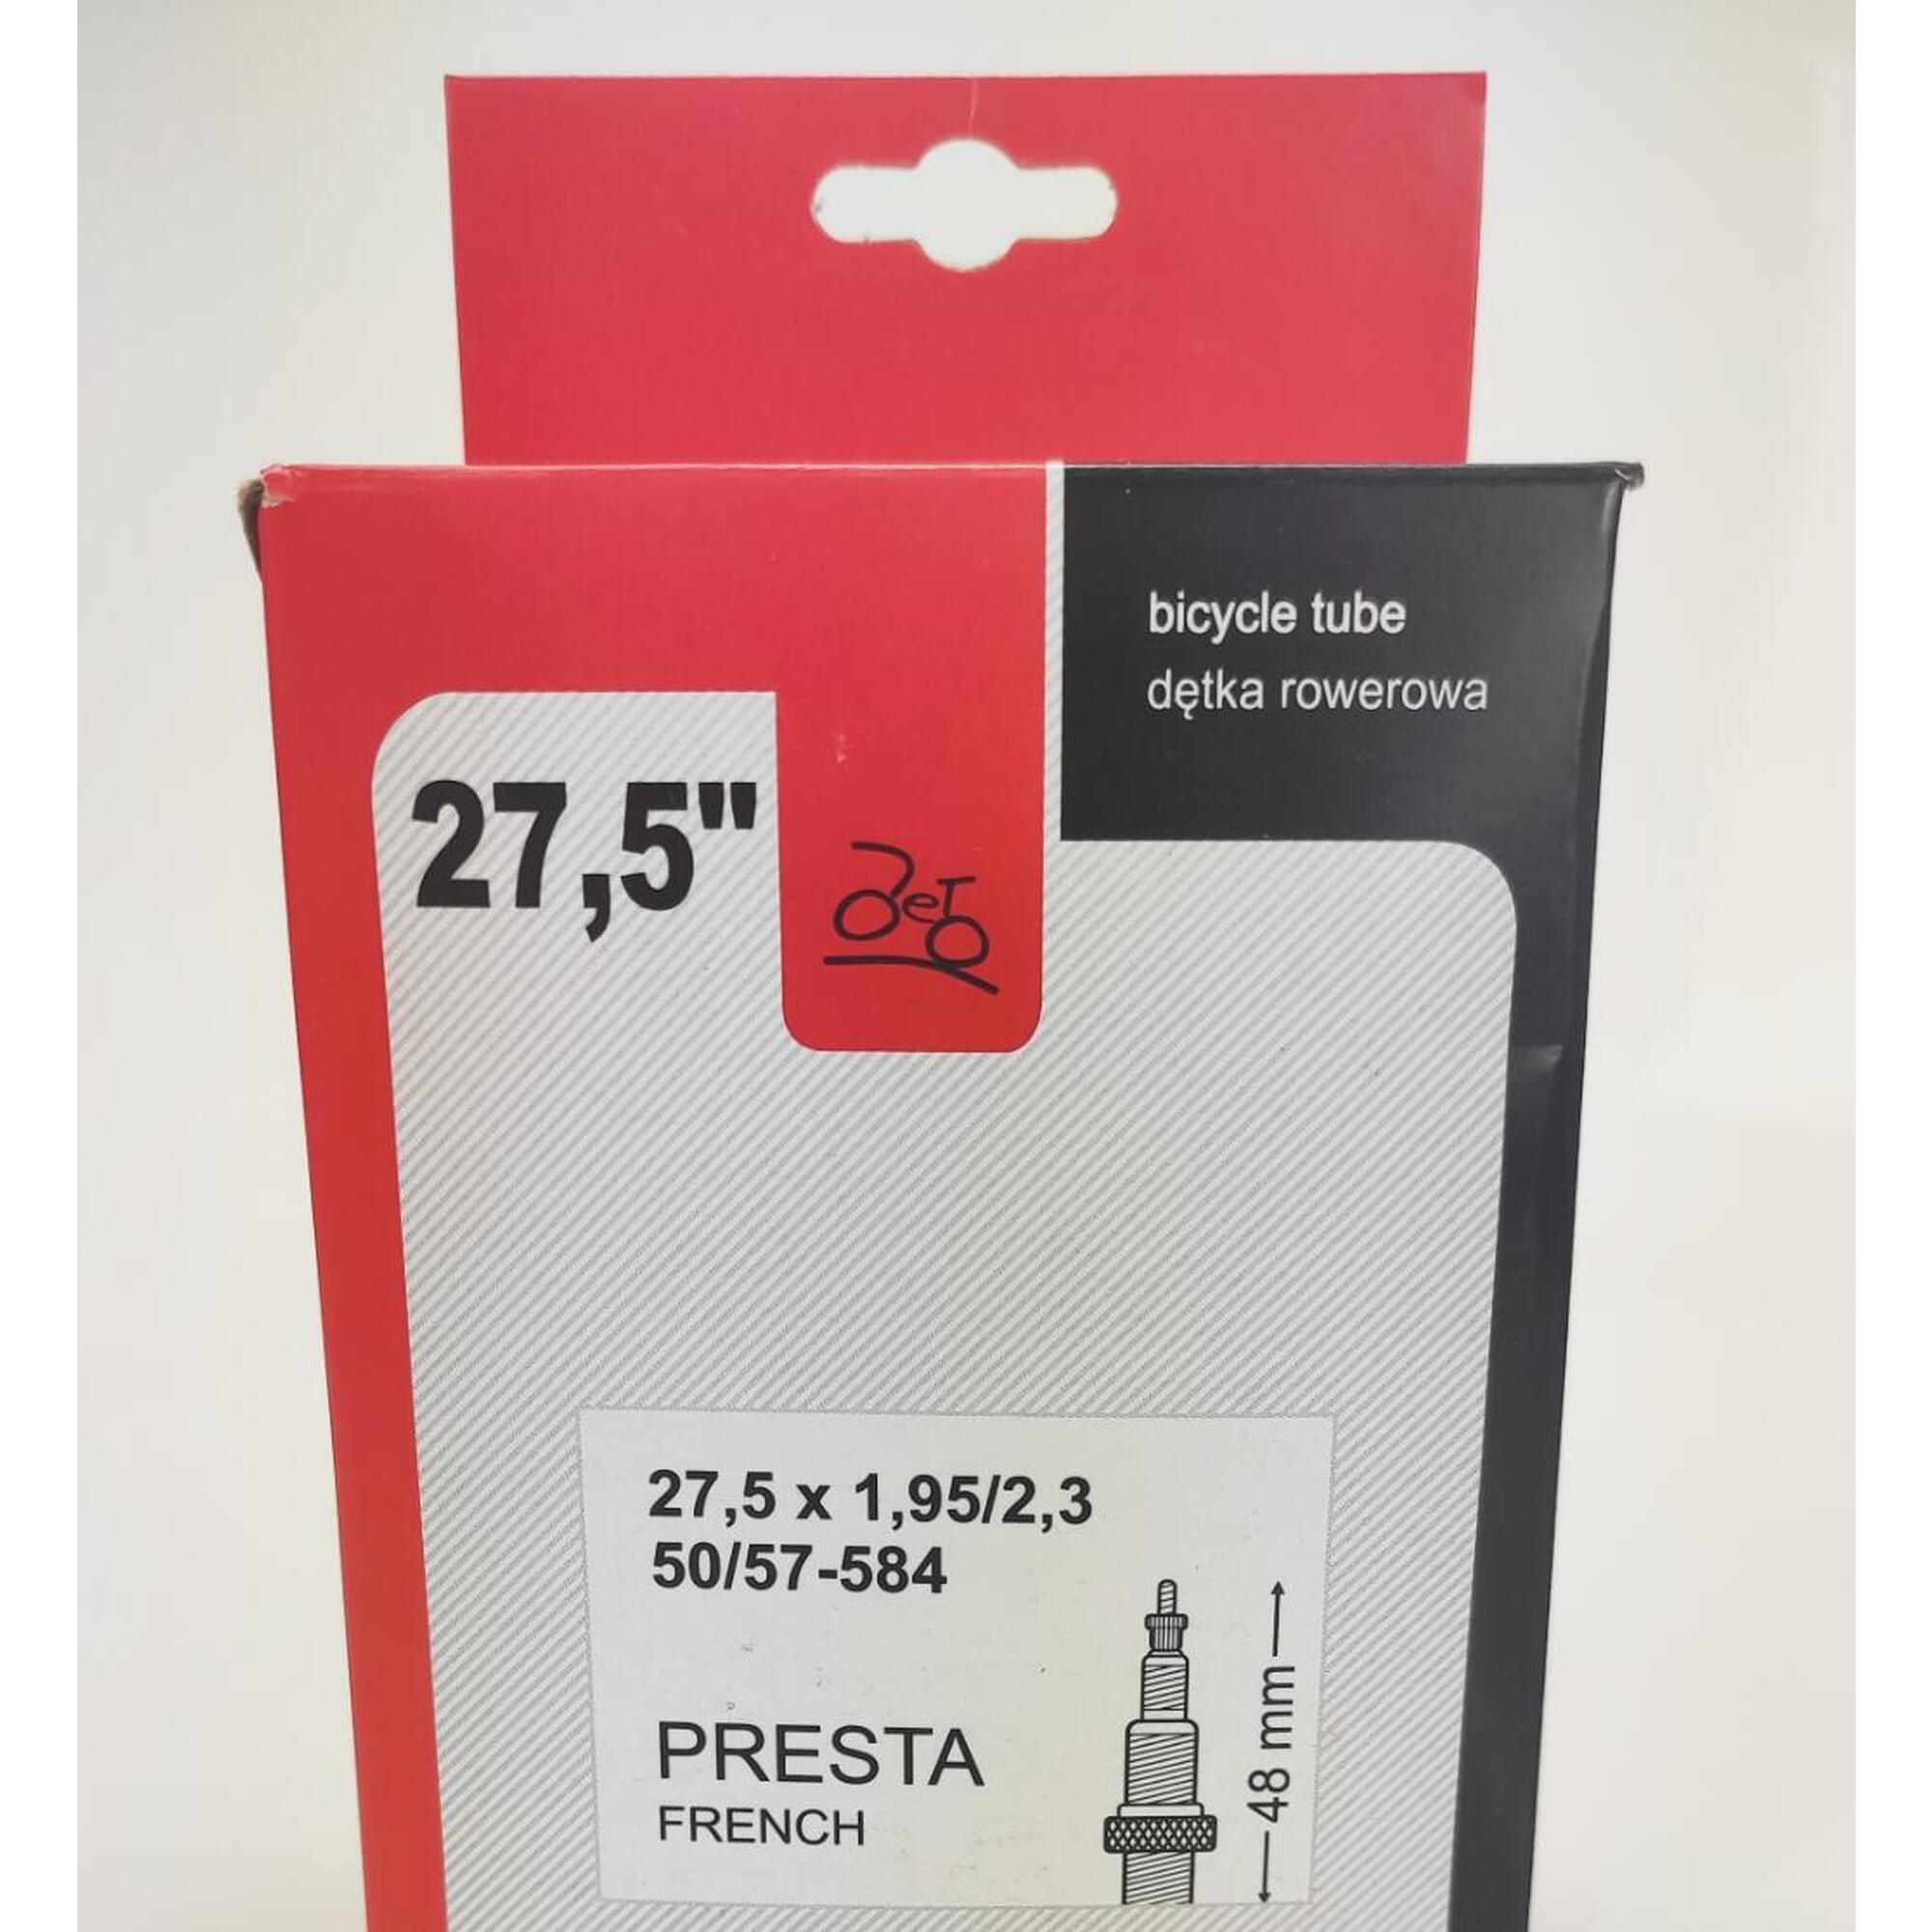 bicycle tube
dętka rowerowa
27,5"
27,5 x 1,95/2,3
50/57-584
PRESTA
FRENCH
48 mm